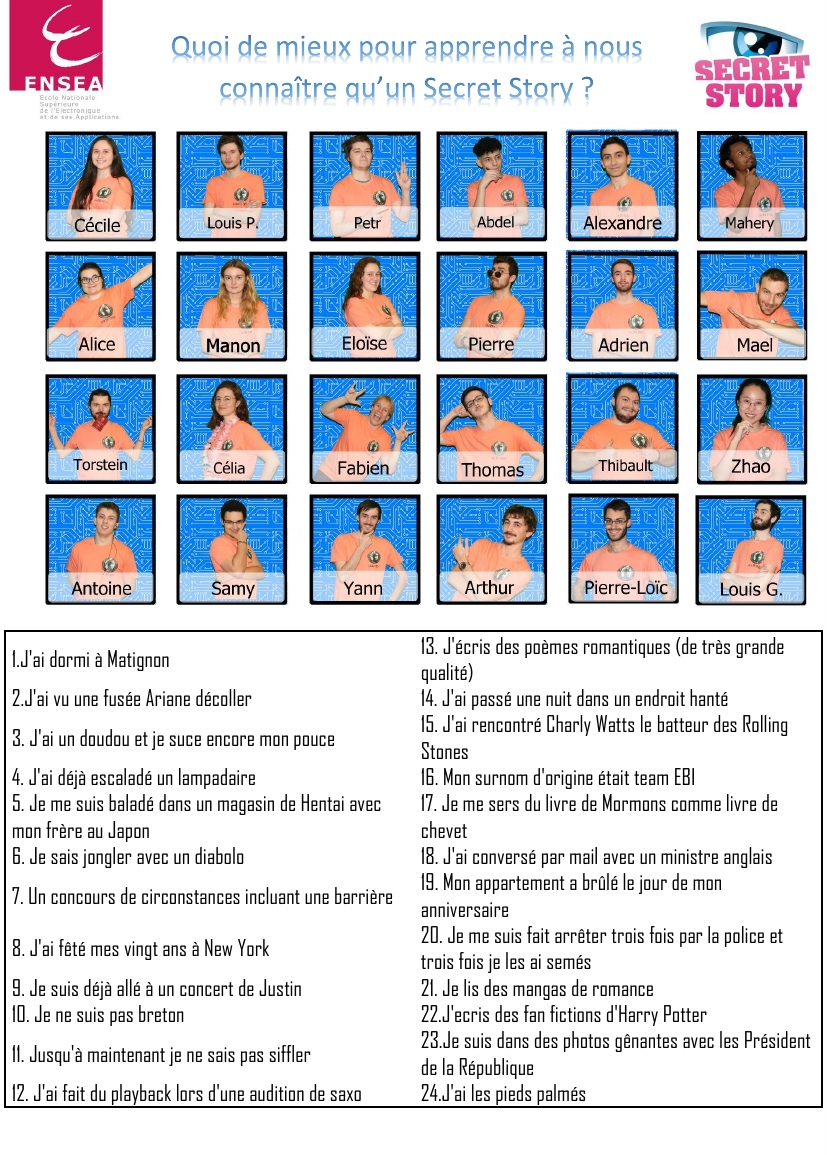 ENSEA
Ecole Nationale
Supérieure
de l'Electronique
et de ses Applications
Quoi de mieux pour apprendre à nous
connaître qu'un Secret Story ?
SECRET
STORY
Cécile
Louis P.
Petr
Abdel
Alexandre
Mahery
Alice
Manon
Eloïse
Pierre
Adrien
Mael
Torstein
Célia
Fabien
Thomas
Thibault
Zhao
Antoine
Samy
Yann
Arthur
Pierre-Loïc
Louis G.
1.J'ai dormi à Matignon
2.J'ai vu une fusée Ariane décoller
3. J'ai un doudou et je suce encore mon pouce
4. J'ai déjà escaladé un lampadaire
5. Je me suis baladé dans un magasin de Hentai avec
mon frère au Japon
6. Je sais jongler avec un diabolo
7. Un concours de circonstances incluant une barrière
8. J'ai fêté mes vingt ans à New York
9. Je suis déjà allé à un concert de Justin
10. Je ne suis pas breton
11. Jusqu'à maintenant je ne sais pas siffler
12. J'ai fait du playback lors d'une audition de saxo
13. J'écris des poèmes romantiques (de très grande
qualité)
14. J'ai passé une nuit dans un endroit hanté
15. J'ai rencontré Charly Watts le batteur des Rolling
Stones
16. Mon surnom d'origine était team EBI
17. Je me sers du livre de Mormons comme livre de
chevet
18. J'ai conversé par mail avec un ministre anglais
19. Mon appartement a brûlé le jour de mon
anniversaire
20. Je me suis fait arrêter trois fois par la police et
trois fois je les ai semés
21. Je lis des mangas de romance
22.J'ecris des fan fictions d'Harry Potter
23.Je suis dans des photos gênantes avec les Président
de la République
24.J'ai les pieds palmés